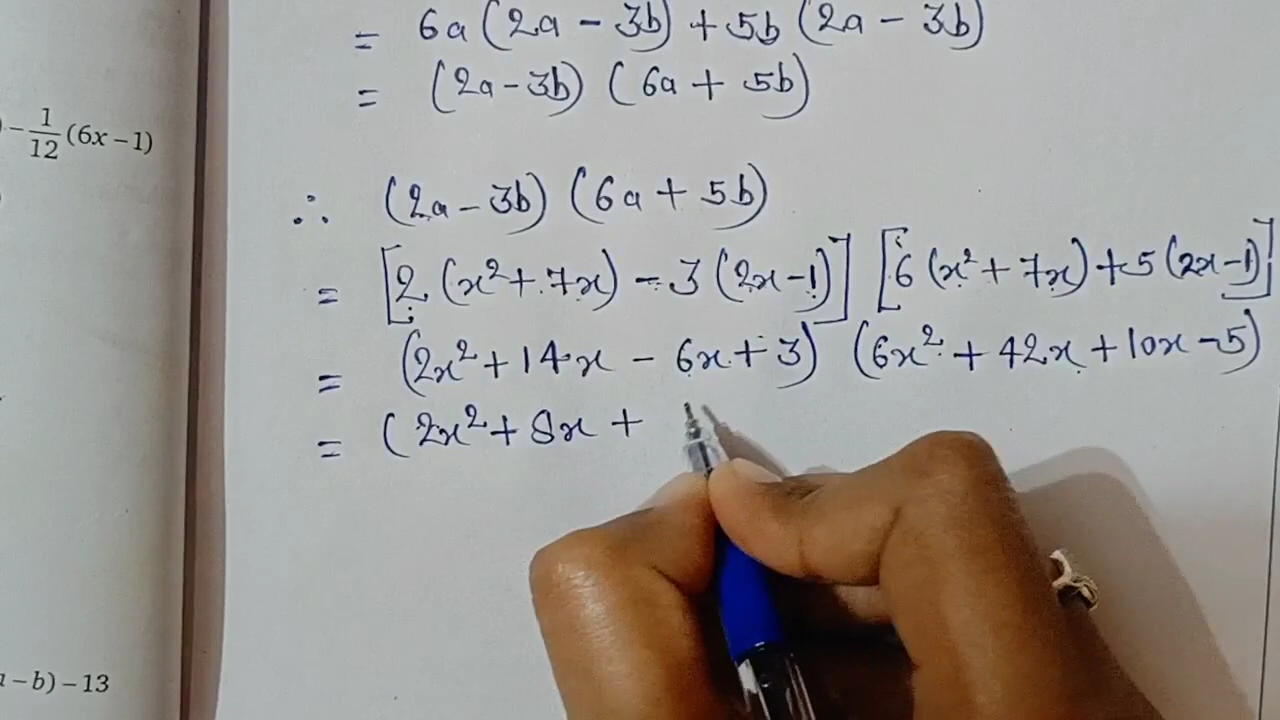 = 6a (2a - 3b) + 5b (2a - 3b)
= (2a - 3b) (6a + 5b)
- 1/12 (6x - 1)
∴ (2a - 3b) (6a + 5b)
= [2 (x² + 7x) - 3 (2x - 1)] [6 (x² + 7x) + 5 (2x - 1)]
= (2x² + 14x - 6x + 3) (6x² + 42x + 10x - 5)
= (2x² + 8x +
- b) - 13